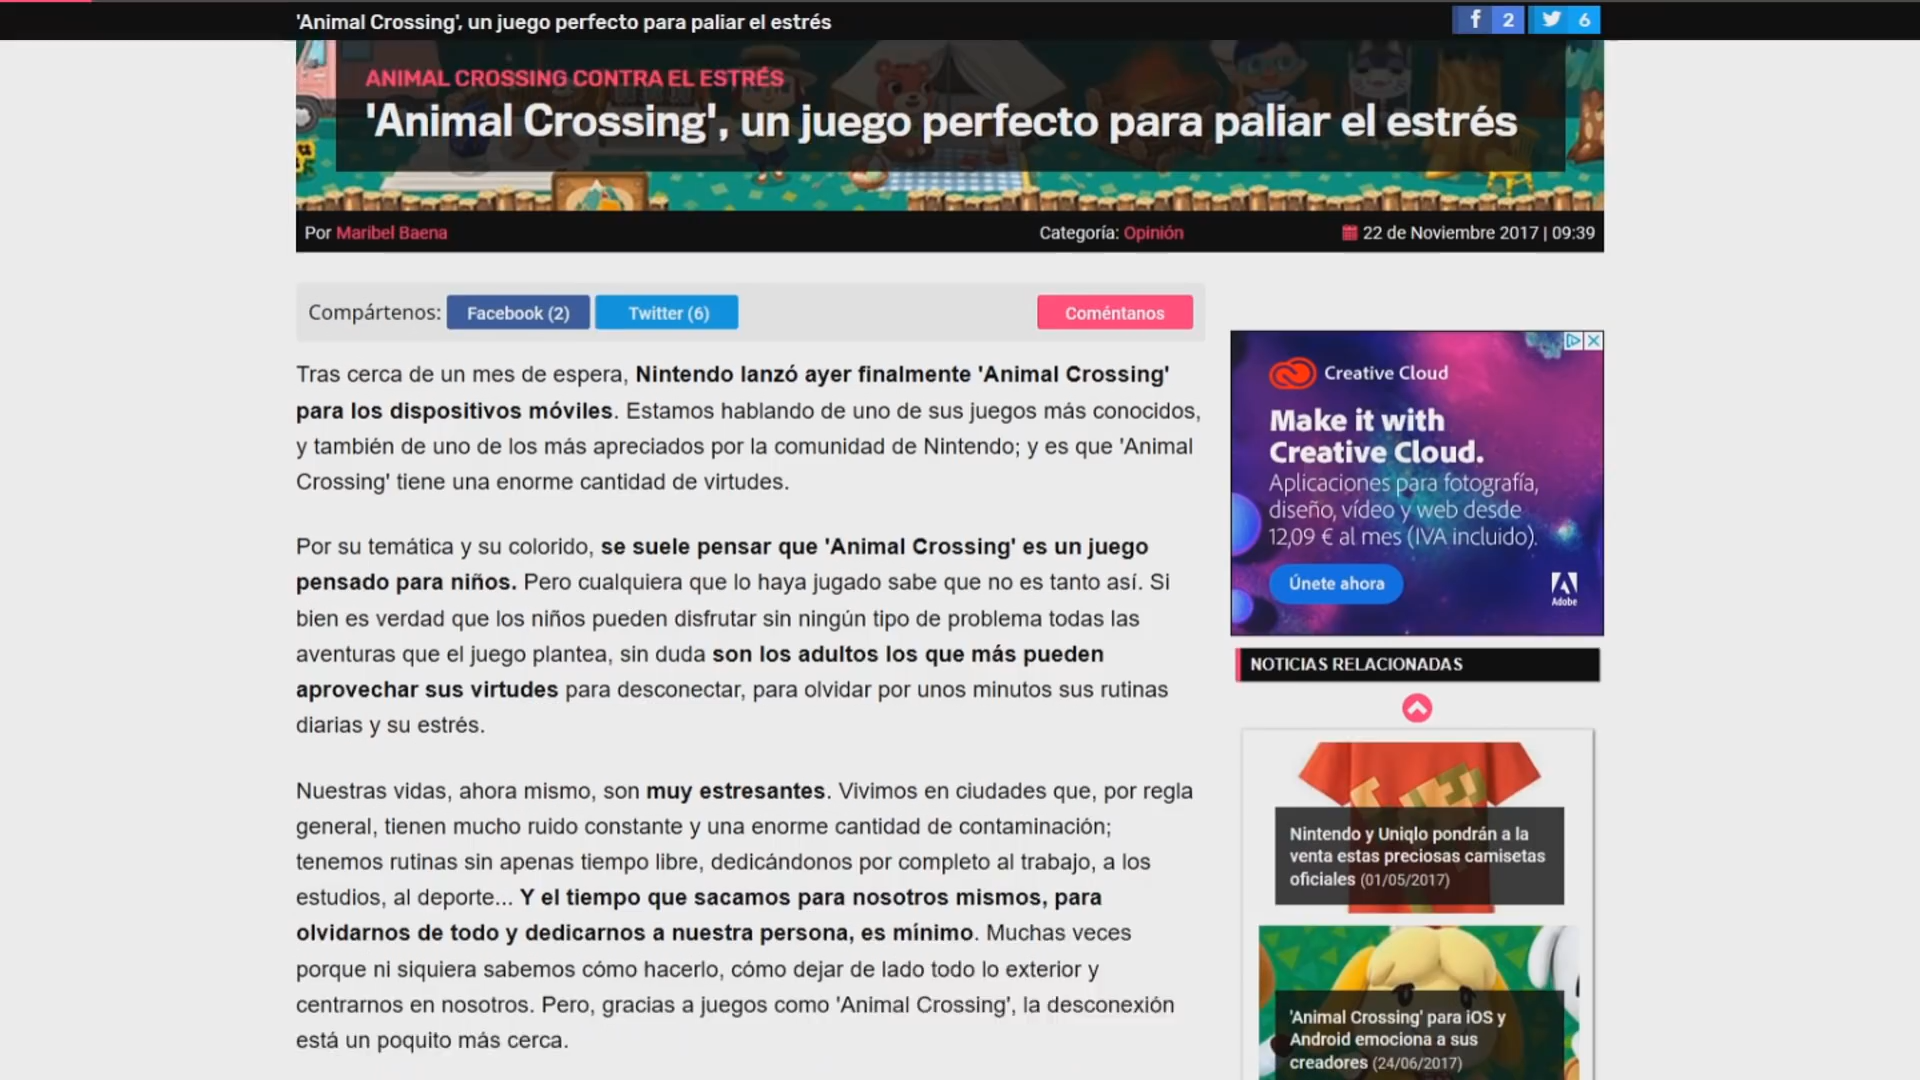 'Animal Crossing', un juego perfecto para paliar el estrés
2
6
ANIMAL CROSSING CONTRA EL ESTRÉS
'Animal Crossing', un juego perfecto para paliar el estrés
Por Maribel Baena
Categoría: Opinión
22 de Noviembre 2017 | 09:39
Compártenos:
Facebook (2)
Twitter (6)
Coméntanos
Tras cerca de un mes de espera, Nintendo lanzó ayer finalmente 'Animal Crossing'
para los dispositivos móviles. Estamos hablando de uno de sus juegos más conocidos,
y también de uno de los más apreciados por la comunidad de Nintendo; y es que 'Animal
Crossing' tiene una enorme cantidad de virtudes.
Por su temática y su colorido, se suele pensar que 'Animal Crossing' es un juego
pensado para niños. Pero cualquiera que lo haya jugado sabe que no es tanto así. Si
bien es verdad que los niños pueden disfrutar sin ningún tipo de problema todas las
aventuras que el juego plantea, sin duda son los adultos los que más pueden
aprovechar sus virtudes para desconectar, para olvidar por unos minutos sus rutinas
diarias y su estrés.
Nuestras vidas, ahora mismo, son muy estresantes. Vivimos en ciudades que, por regla
general, tienen mucho ruido constante y una enorme cantidad de contaminación;
tenemos rutinas sin apenas tiempo libre, dedicándonos por completo al trabajo, a los
estudios, al deporte... Y el tiempo que sacamos para nosotros mismos, para
olvidarnos de todo y dedicarnos a nuestra persona, es mínimo. Muchas veces
porque ni siquiera sabemos cómo hacerlo, cómo dejar de lado todo lo exterior y
centrarnos en nosotros. Pero, gracias a juegos como 'Animal Crossing', la desconexión
está un poquito más cerca.
Creative Cloud
Make it with
Creative Cloud.
Aplicaciones para fotografía,
diseño, vídeo y web desde
12,09 € al mes (IVA incluido).
Únete ahora
Adobe
NOTICIAS RELACIONADAS
Nintendo y Uniqlo pondrán a la
venta estas preciosas camisetas
oficiales (01/05/2017)
'Animal Crossing' para iOS y
Android emociona a sus
creadores (24/06/2017)